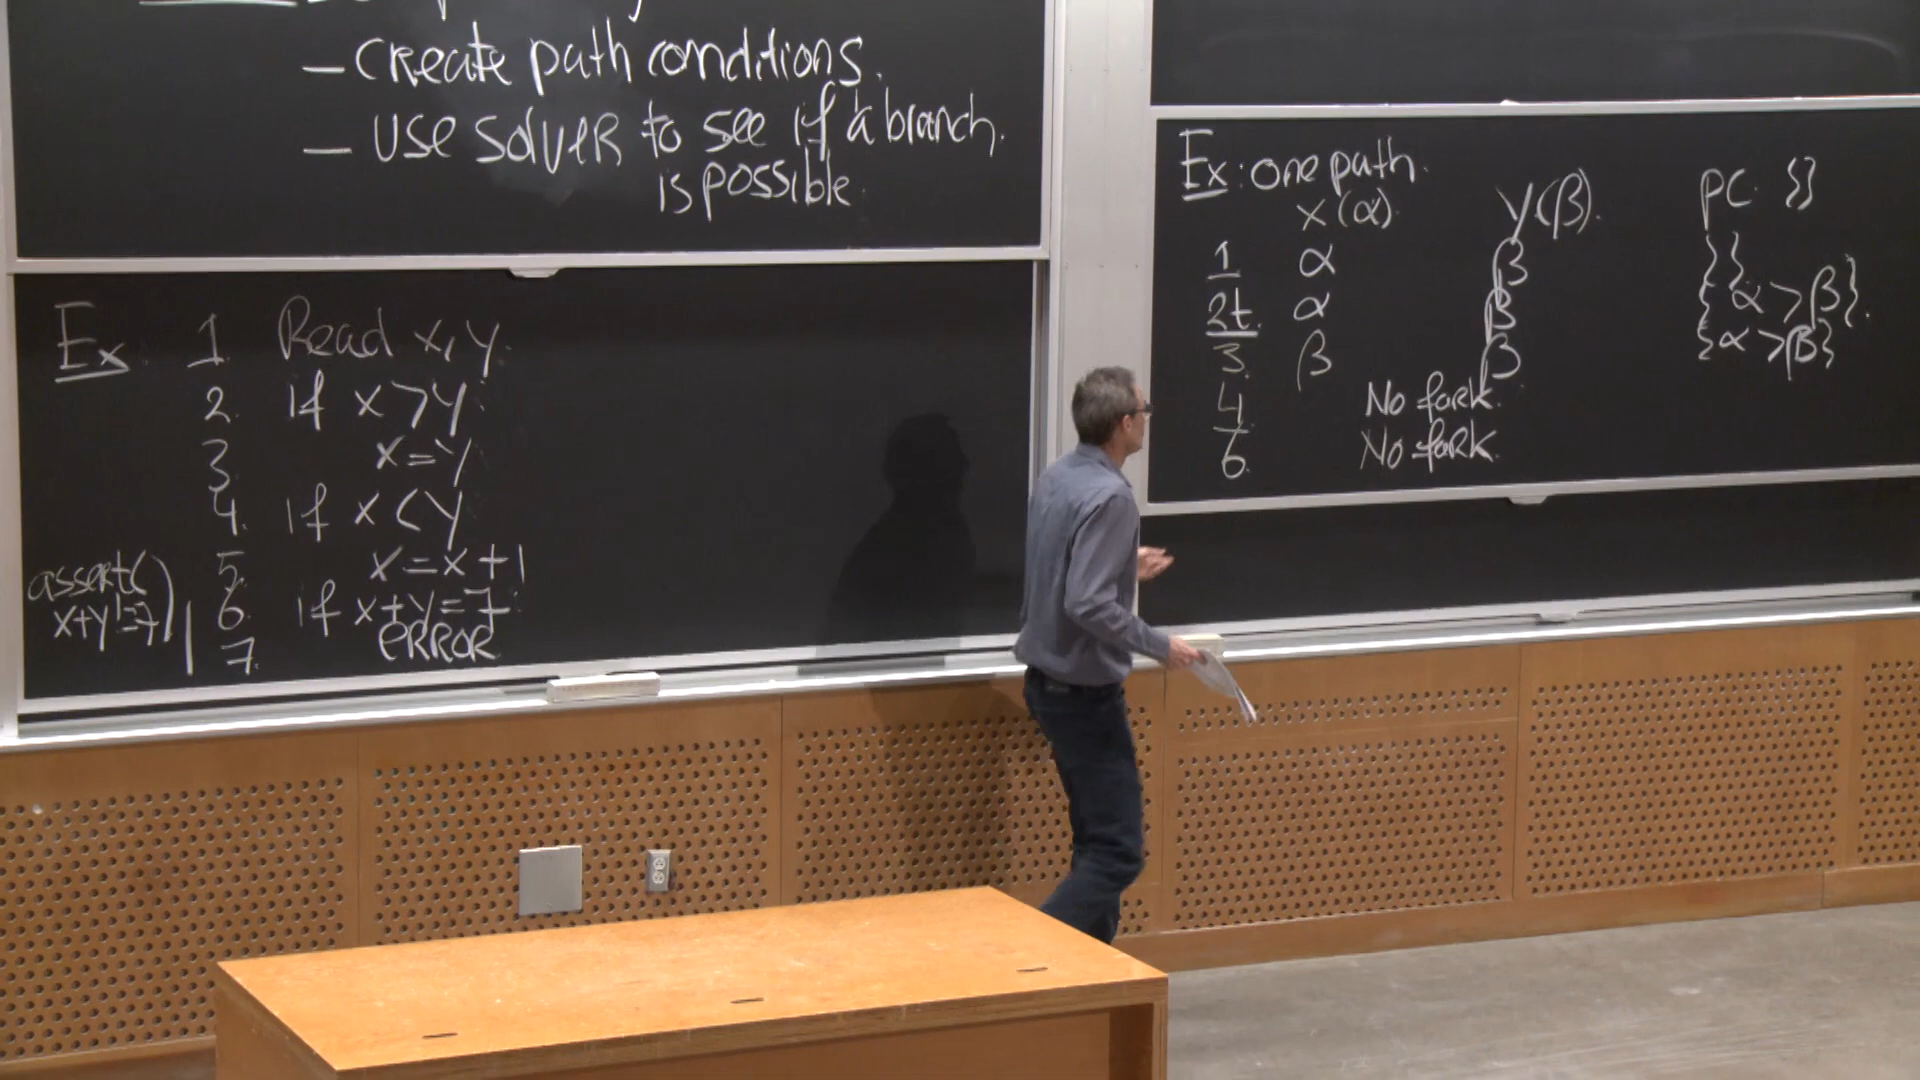 - create path conditions.
- use solver to see if a branch.
is possible.
Ex 1. Read x, y.
2. if x > y:
3. x = y
4. if x < y
5. x = x + 1
6. if x + y = 7:
7. ERROR
assert(
x+y != 7)
Ex: one path.
x (α). y (β). PC {}
1 α β {}
2t. α β {α > β}.
3. β β {α > β}
4 No fork.
6. No fork.